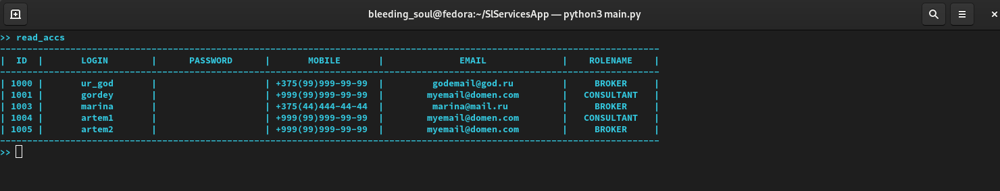 bleeding_soul@fedora:~/SlServicesApp — python3 main.py
>> read_accs
--------------------------------------------------------------------------------------------------------------------------
|  ID  |       LOGIN        |      PASSWORD      |       MOBILE       |              EMAIL              |    ROLENAME    |
--------------------------------------------------------------------------------------------------------------------------
| 1000 |       ur_god       |                    | +375(99)999-99-99  |         godemail@god.ru         |     BROKER     |
| 1001 |       gordey       |                    | +999(99)999-99-99  |        myemail@domen.com        |   CONSULTANT   |
| 1003 |       marina       |                    | +375(44)444-44-44  |         marina@mail.ru          |     BROKER     |
| 1004 |       artem1       |                    | +999(99)999-99-99  |        myemail@domen.com        |   CONSULTANT   |
| 1005 |       artem2       |                    | +999(99)999-99-99  |        myemail@domen.com        |     BROKER     |
--------------------------------------------------------------------------------------------------------------------------
>>